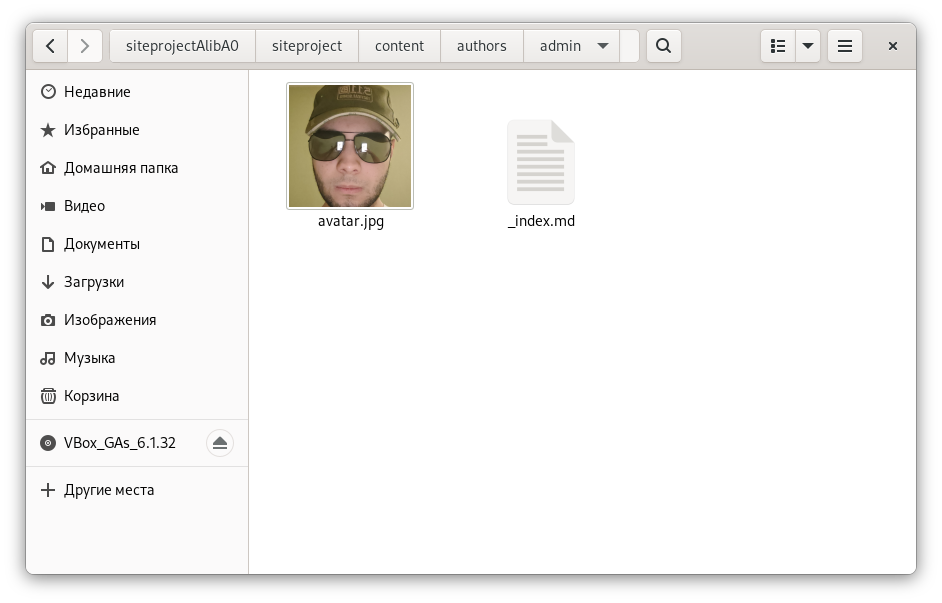 siteprojectAlibA0 siteproject content authors admin
Недавние
Избранные
Домашняя папка
Видео
Документы
Загрузки
Изображения
Музыка
Корзина
VBox_GAs_6.1.32
Другие места
avatar.jpg
_index.md